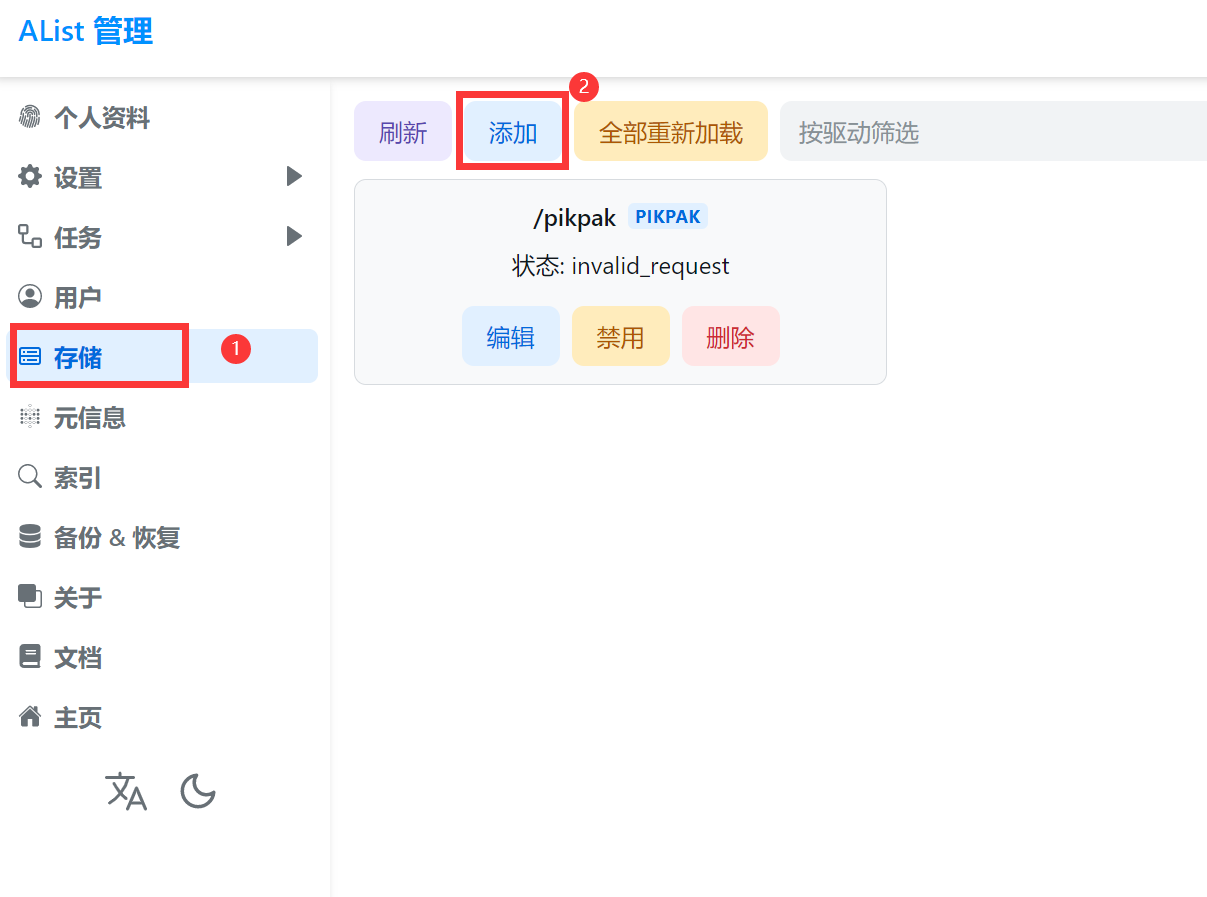 AList 管理
个人资料
设置
任务
用户
存储
1
元信息
索引
备份 & 恢复
关于
文档
主页
2
刷新 添加 全部重新加载 按驱动筛选
/pikpak PIKPAK
状态: invalid_request
编辑 禁用 删除